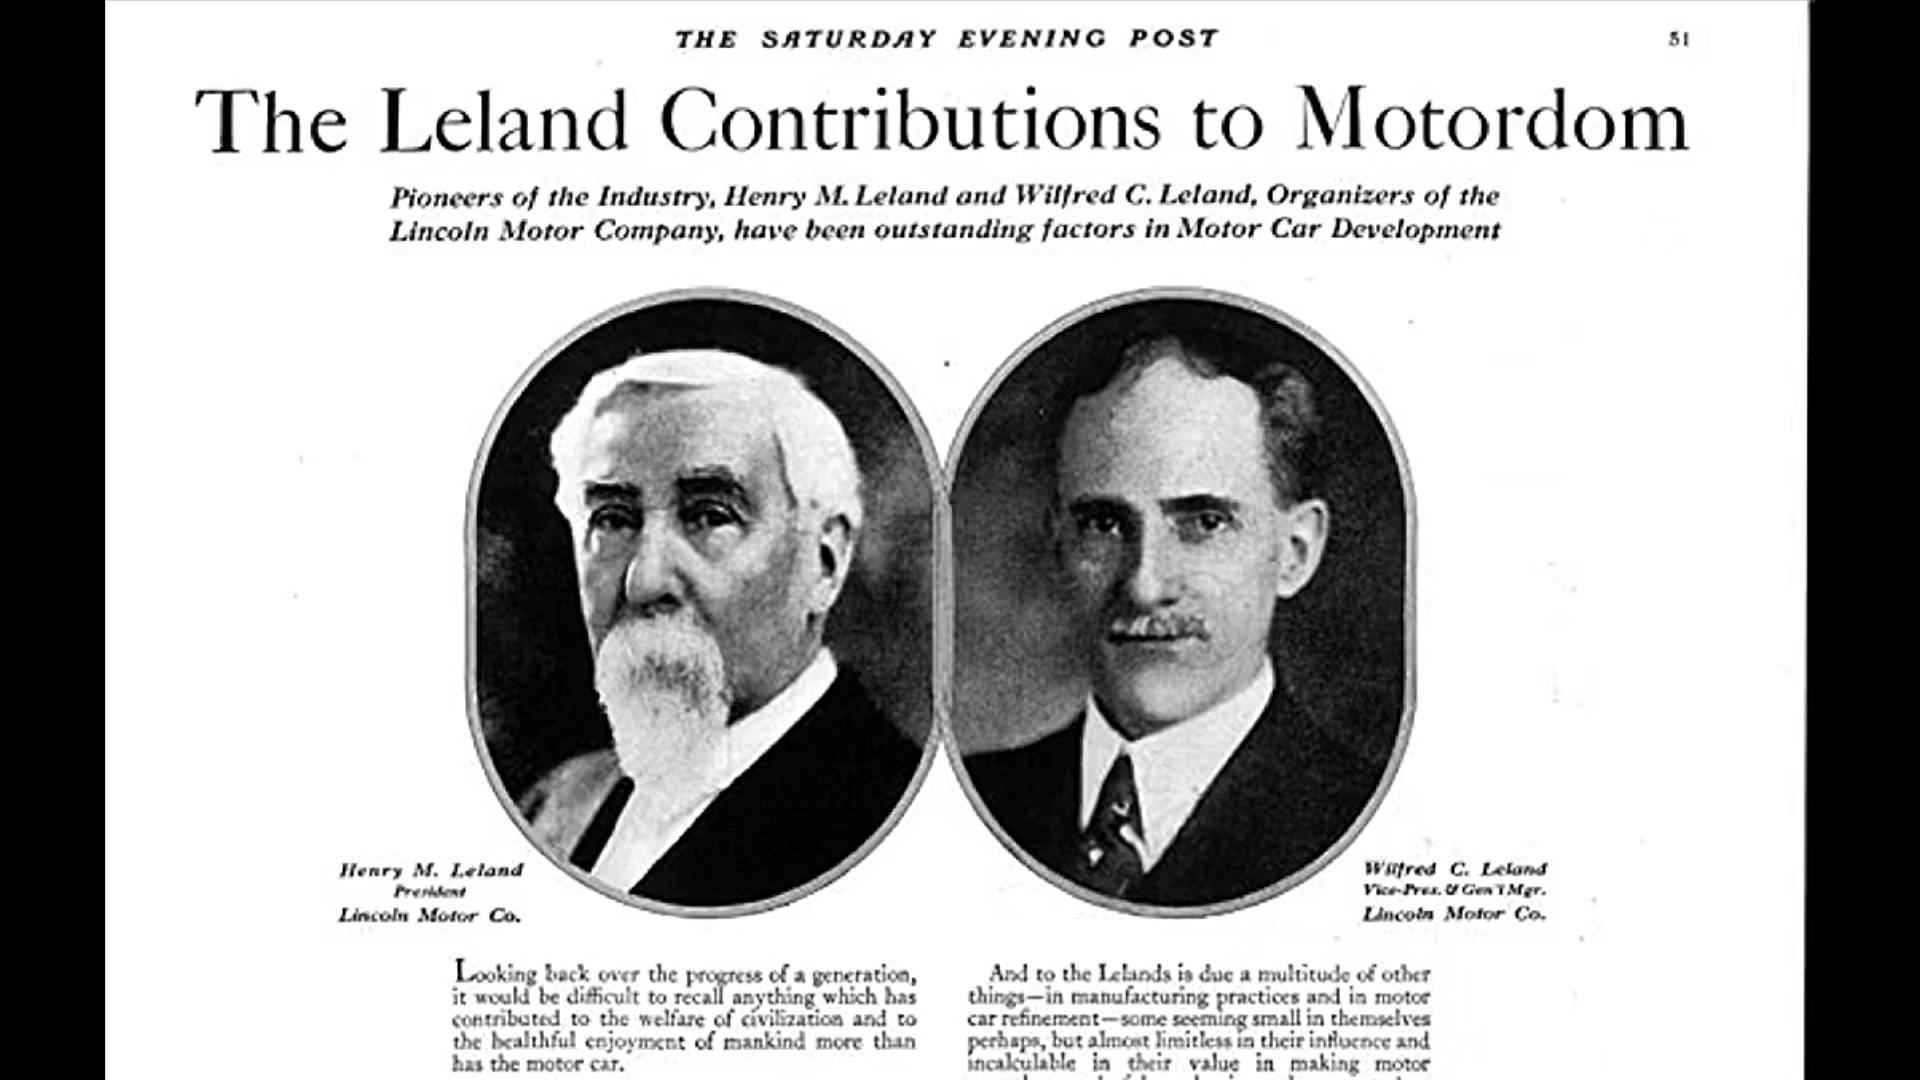 THE SATURDAY EVENING POST
51
The Leland Contributions to Motordom
Pioneers of the Industry, Henry M. Leland and Wilfred C. Leland, Organizers of the
Lincoln Motor Company, have been outstanding factors in Motor Car Development
Henry M. Leland
President
Lincoln Motor Co.
Wilfred C. Leland
Vice-Pres. & Gen'l Mgr.
Lincoln Motor Co.
Looking back over the progress of a generation,
it would be difficult to recall anything which has
contributed to the welfare of civilization and to
the healthful enjoyment of mankind more than
has the motor car.
And to the Lelands is due a multitude of other
things—in manufacturing practices and in motor
car refinement—some seeming small in themselves
perhaps, but almost limitless in their influence and
incalculable in their value in making motor